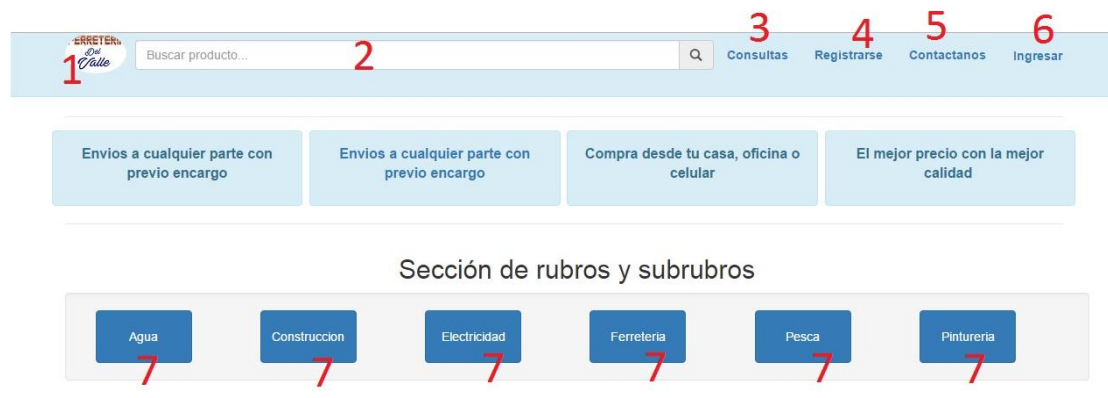 3 4 5 6
FERRETERI
Del
Valle
1
Buscar producto...
2
Consultas Registrarse Contactanos Ingresar
Envios a cualquier parte con
previo encargo
Envios a cualquier parte con
previo encargo
Compra desde tu casa, oficina o
celular
El mejor precio con la mejor
calidad
Sección de rubros y subrubros
Agua Construccion Electricidad Ferreteria Pesca Pintureria
7 7 7 7 7 7